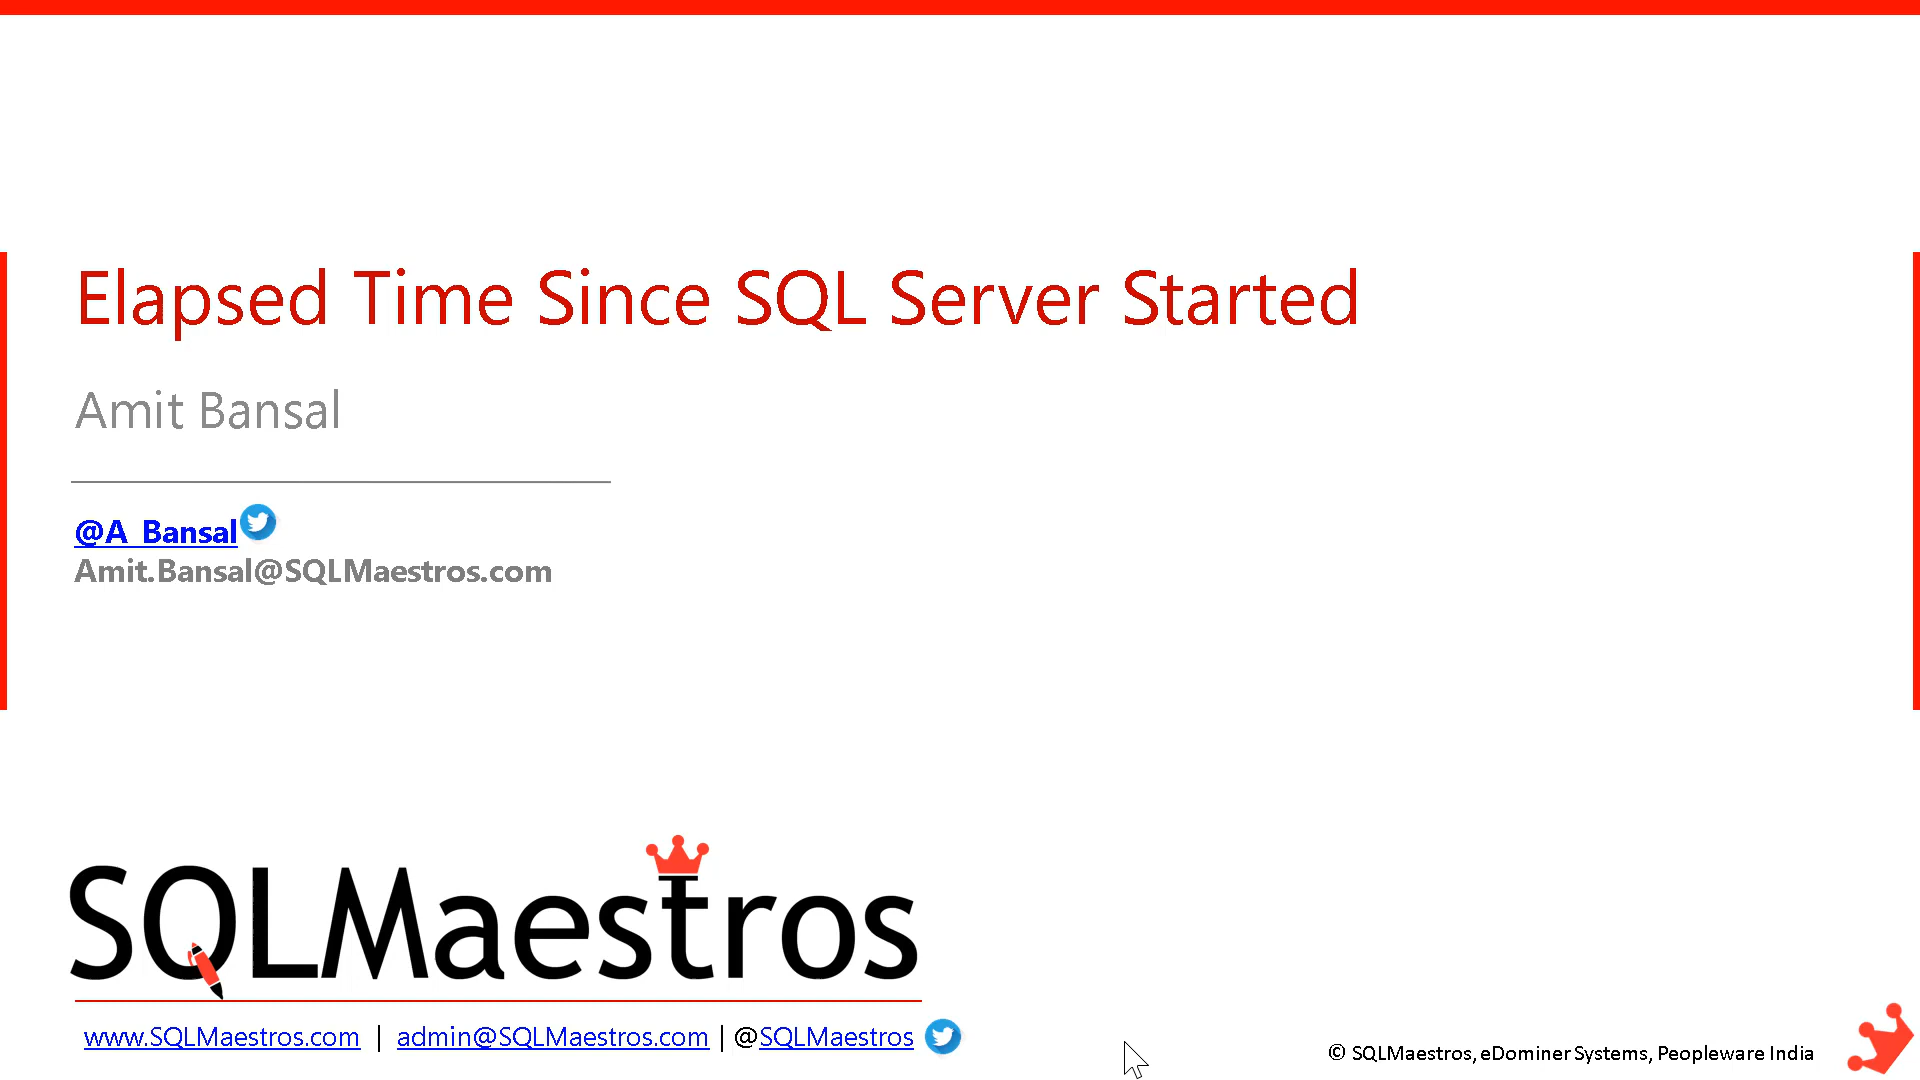 Elapsed Time Since SQL Server Started
Amit Bansal
@A_Bansal
Amit.Bansal@SQLMaestros.com
SQLMaestros
www.SQLMaestros.com | admin@SQLMaestros.com | @SQLMaestros
© SQLMaestros, eDominer Systems, Peopleware India